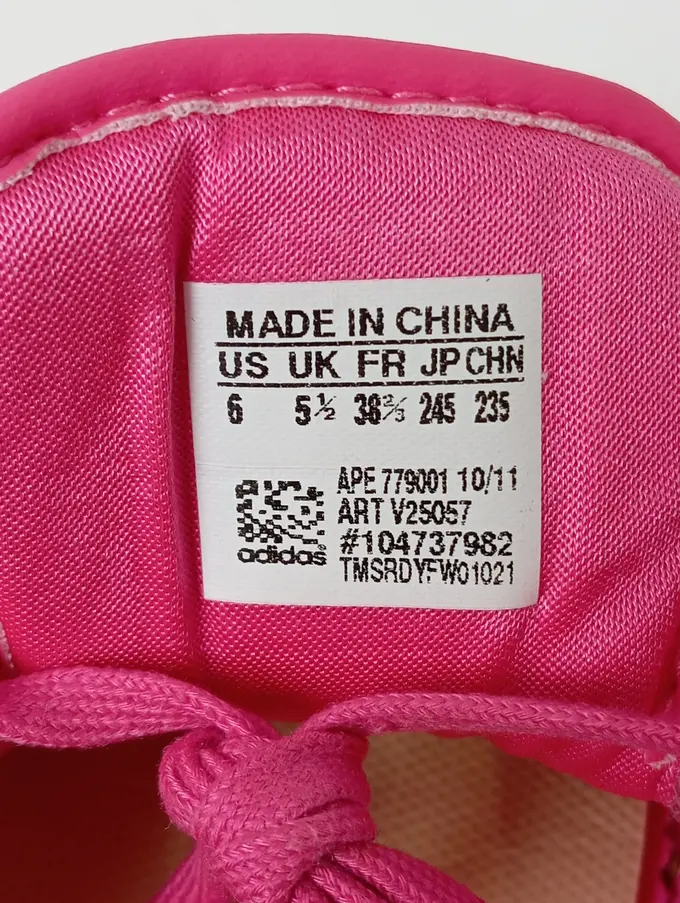 MADE IN CHINA
US UK FR JP CHN
6 5½ 38⅔ 245 235
APE 779001 10/11
ART V25057
#104737982
adidas
TMSRDYFW01021